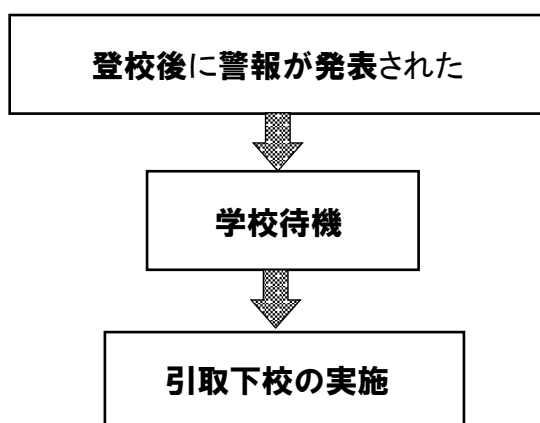 登校後に警報が発表された
学校待機
引取下校の実施